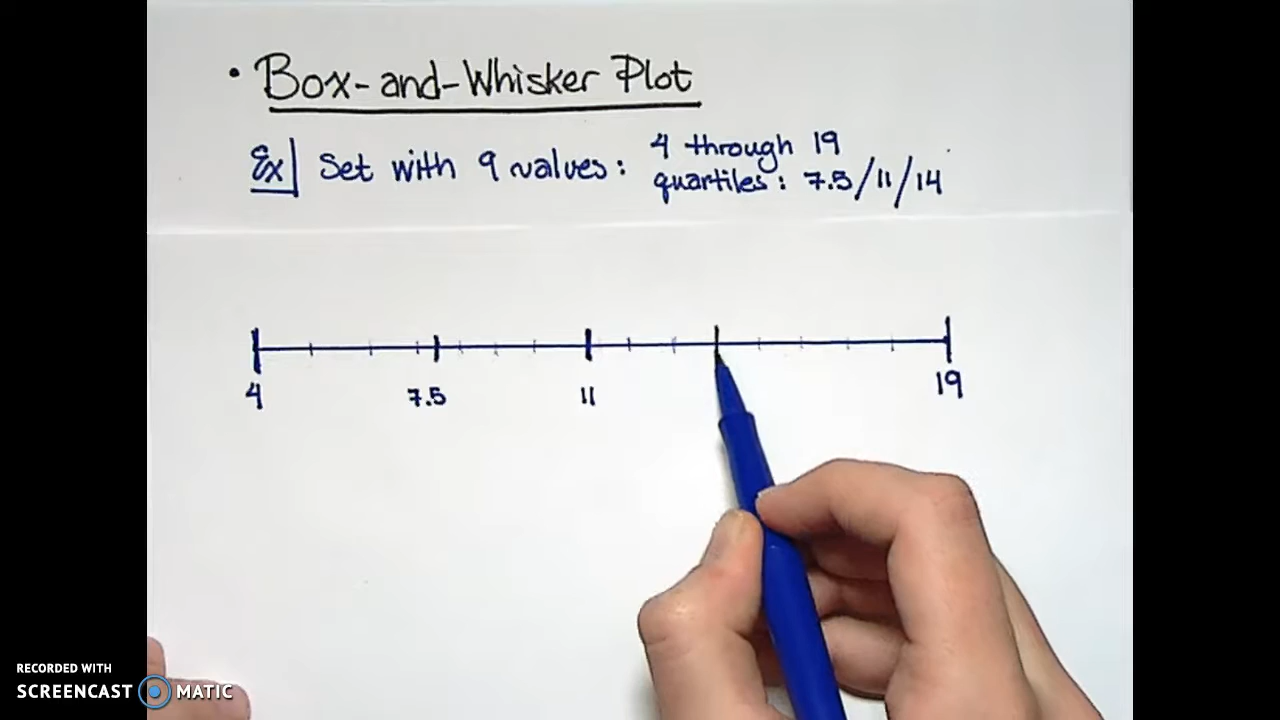 • Box-and-Whisker Plot
Ex| Set with 9 values: 4 through 19
quartiles: 7.5/11/14
4 7.5 11 19
RECORDED WITH
SCREENCAST MATIC